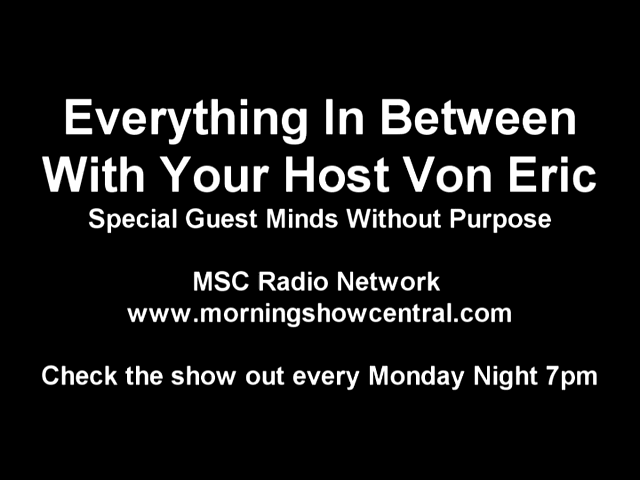 Everything In Between
With Your Host Von Eric
Special Guest Minds Without Purpose
MSC Radio Network
www.morningshowcentral.com
Check the show out every Monday Night 7pm